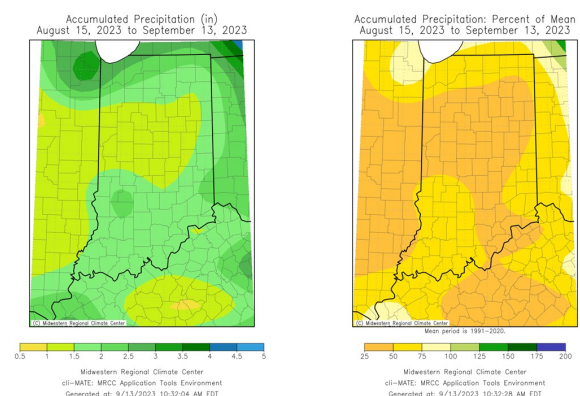 Accumulated Precipitation (in)
August 15, 2023 to September 13, 2023
(C) Midwestern Regional Climate Center
0.5 1 1.5 2 2.5 3 3.5 4 4.5 5
Midwestern Regional Climate Center
cli-MATE: MRCC Application Tools Environment
Generated at: 9/13/2023 10:32:04 AM EDT
Accumulated Precipitation: Percent of Mean
August 15, 2023 to September 13, 2023
(C) Midwestern Regional Climate Center
Mean period is 1991-2020.
25 50 75 100 125 150 175 200
Midwestern Regional Climate Center
cli-MATE: MRCC Application Tools Environment
Generated at: 9/13/2023 10:32:28 AM EDT